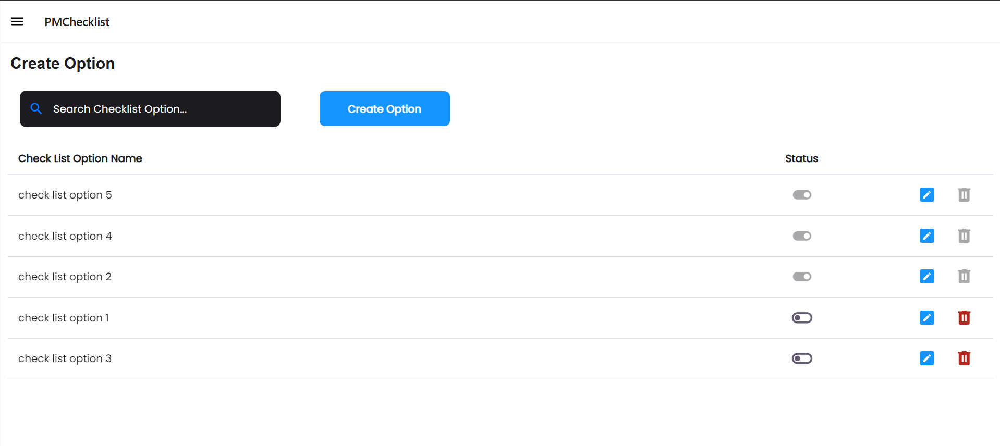 PMChecklist
Create Option
Search Checklist Option...
Create Option
Check List Option Name Status
check list option 5
check list option 4
check list option 2
check list option 1
check list option 3